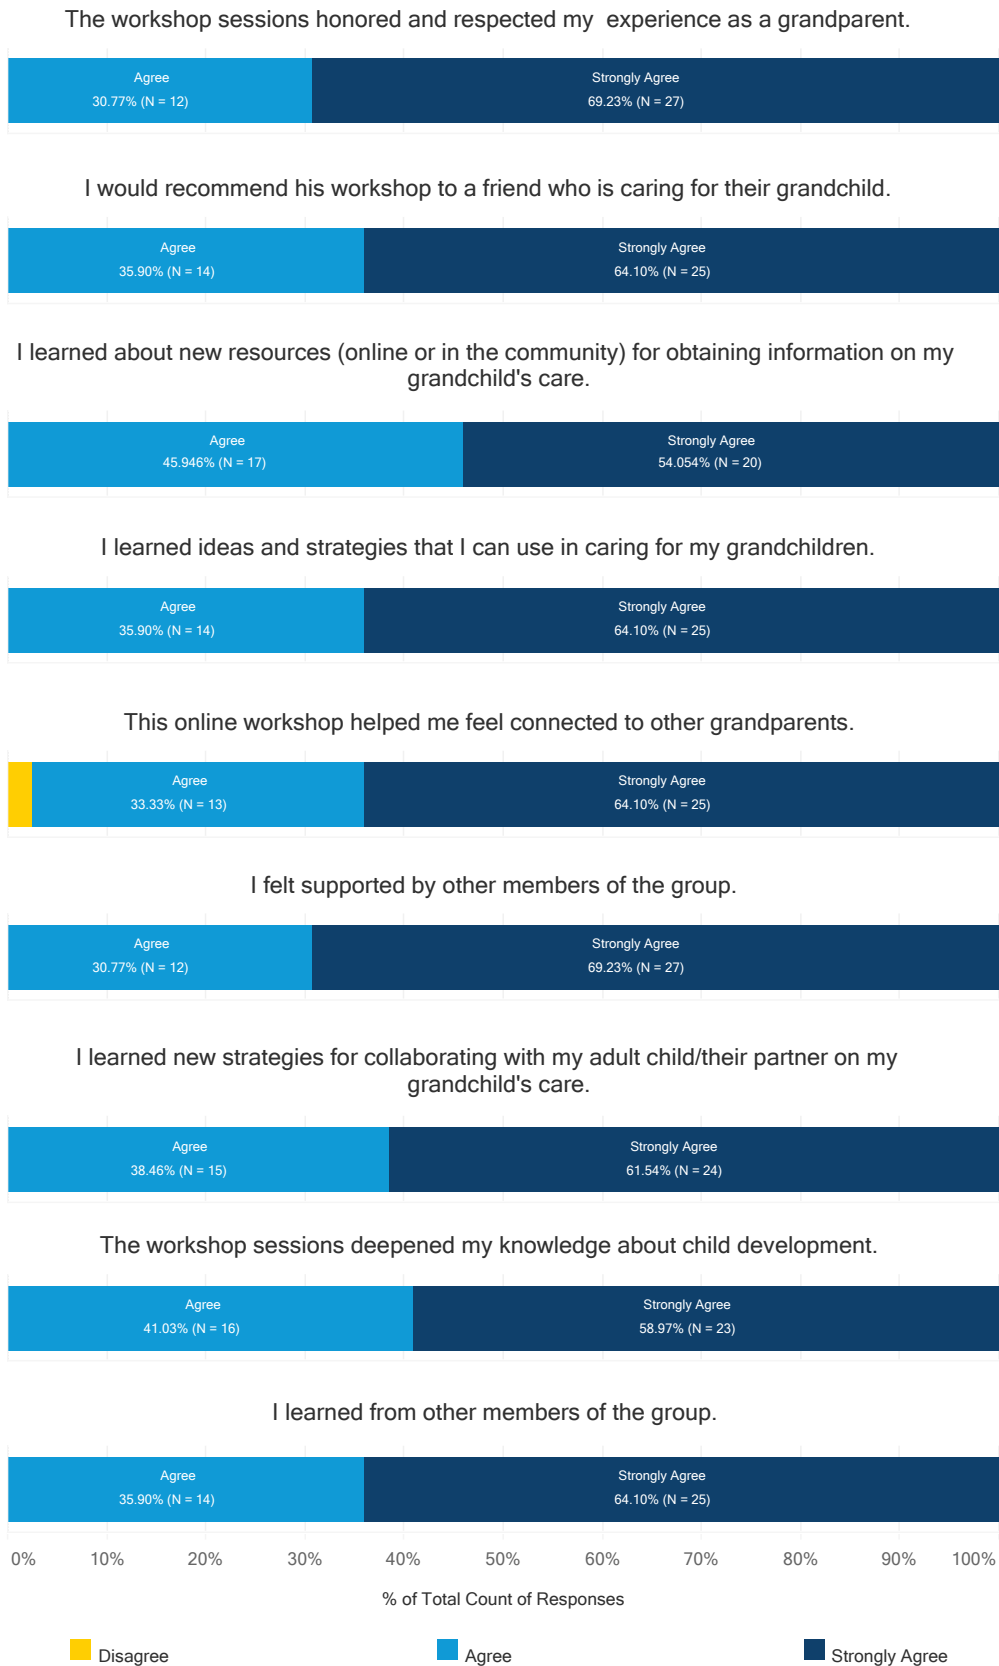 The workshop sessions honored and respected my  experience as a grandparent.
Agree
30.77% (N = 12)
Strongly Agree
69.23% (N = 27)
I would recommend his workshop to a friend who is caring for their grandchild.
Agree
35.90% (N = 14)
Strongly Agree
64.10% (N = 25)
I learned about new resources (online or in the community) for obtaining information on my
grandchild's care.
Agree
45.946% (N = 17)
Strongly Agree
54.054% (N = 20)
I learned ideas and strategies that I can use in caring for my grandchildren.
Agree
35.90% (N = 14)
Strongly Agree
64.10% (N = 25)
This online workshop helped me feel connected to other grandparents.
Agree
33.33% (N = 13)
Strongly Agree
64.10% (N = 25)
I felt supported by other members of the group.
Agree
30.77% (N = 12)
Strongly Agree
69.23% (N = 27)
I learned new strategies for collaborating with my adult child/their partner on my
grandchild's care.
Agree
38.46% (N = 15)
Strongly Agree
61.54% (N = 24)
The workshop sessions deepened my knowledge about child development.
Agree
41.03% (N = 16)
Strongly Agree
58.97% (N = 23)
I learned from other members of the group.
Agree
35.90% (N = 14)
Strongly Agree
64.10% (N = 25)
0% 10% 20% 30% 40% 50% 60% 70% 80% 90% 100%
% of Total Count of Responses
Disagree Agree Strongly Agree